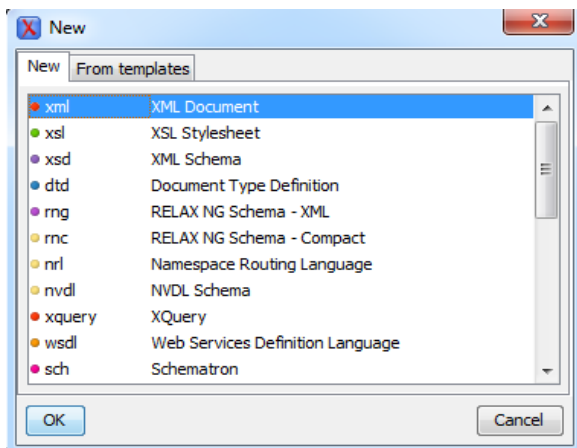 New
New From templates
xml XML Document
xsl XSL Stylesheet
xsd XML Schema
dtd Document Type Definition
rng RELAX NG Schema - XML
rnc RELAX NG Schema - Compact
nrl Namespace Routing Language
nvdl NVDL Schema
xquery XQuery
wsdl Web Services Definition Language
sch Schematron
OK Cancel